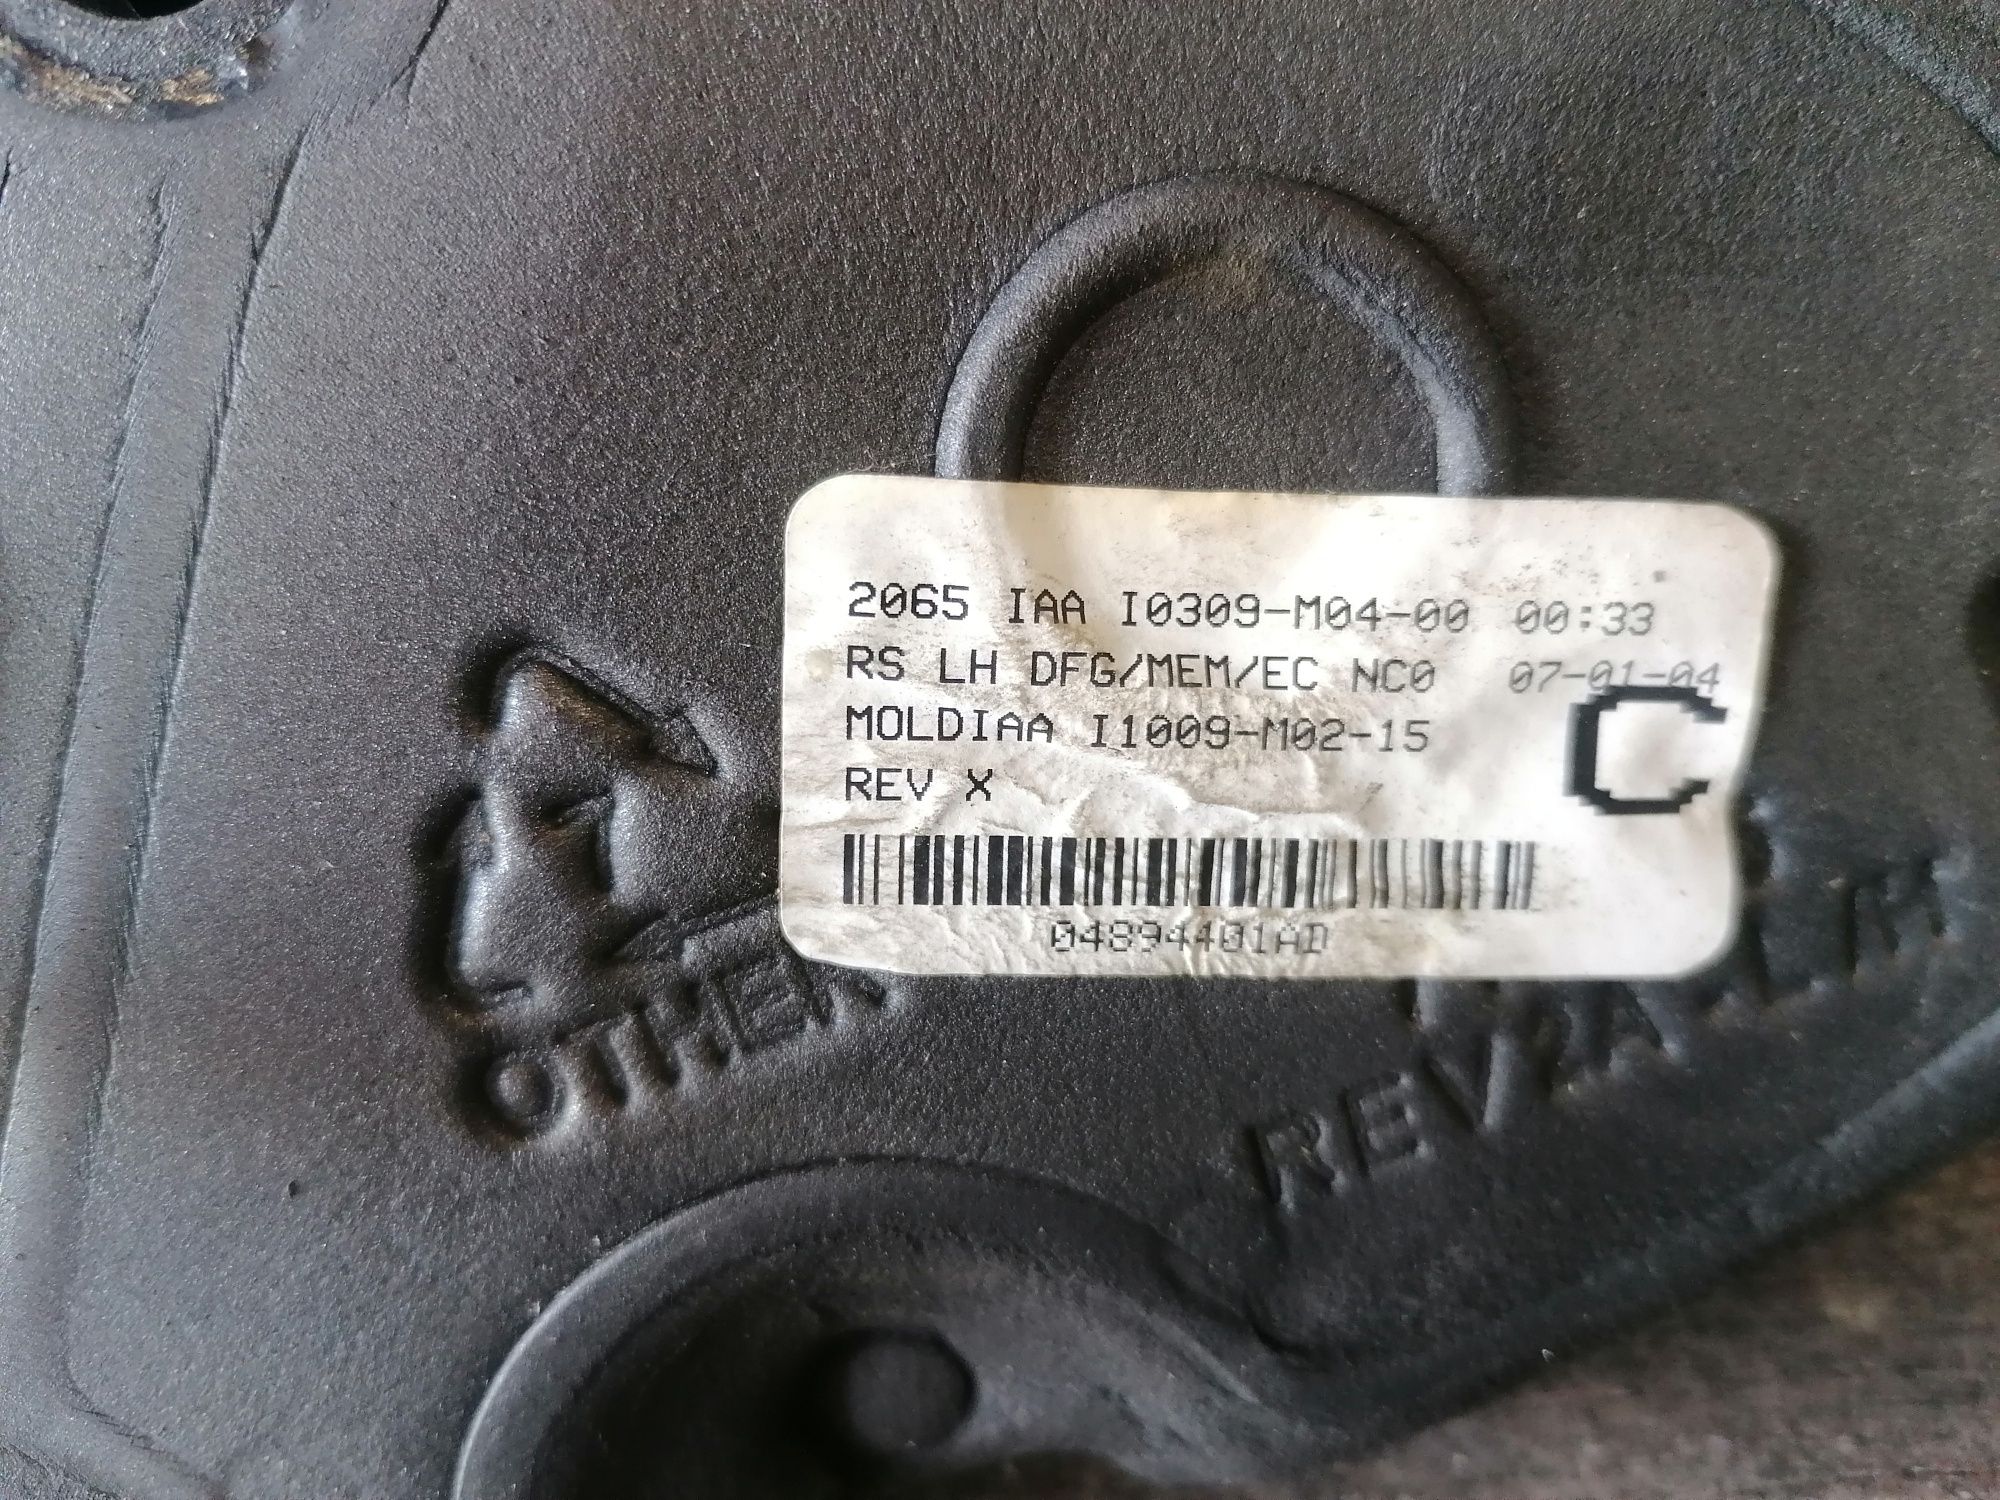 2065 IAA I0309-M04-00 00:33
RS LH DFG/MEM/EC NC0 07-01-04
MOLDIAA I1009-M02-15
REV X
C
04894401AD
OTHER
REV.A
LH